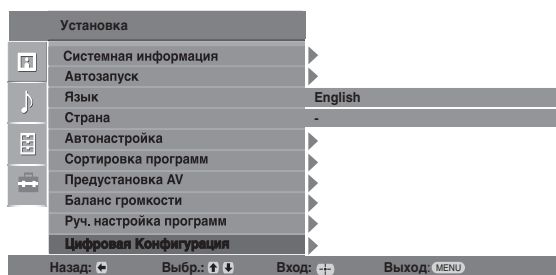 Установка
Системная информация
Автозапуск
Язык English
Страна -
Автонастройка
Сортировка программ
Предустановка AV
Баланс громкости
Руч. настройка программ
Цифровая Конфигурация
Назад: Выбр.: Вход: Выход: MENU